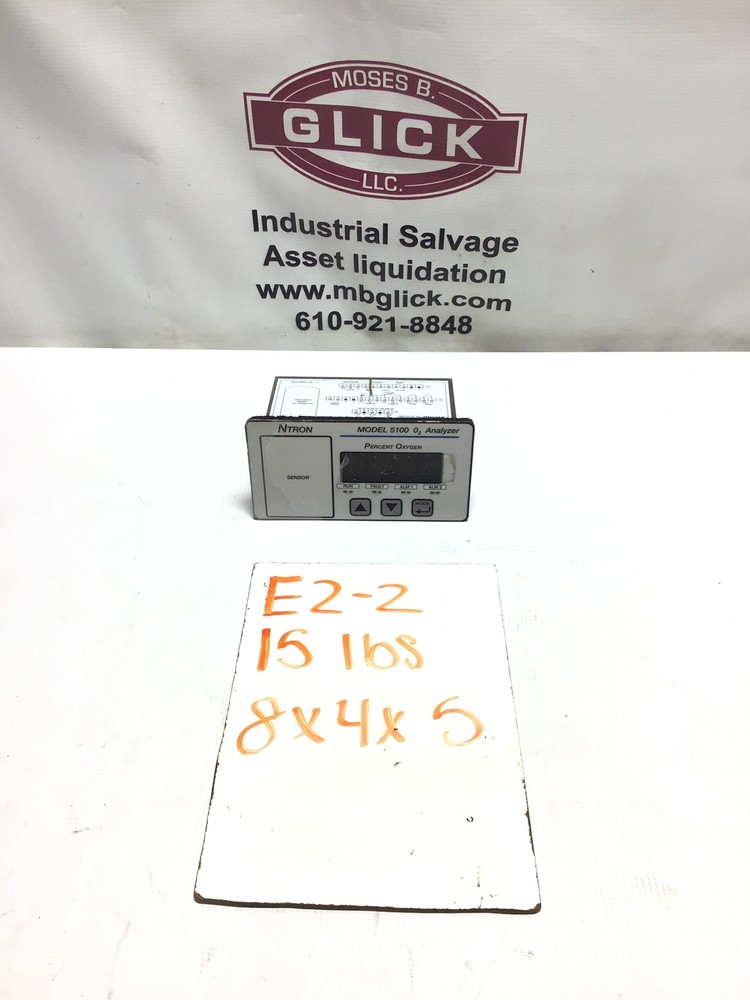 MOSES B.
GLICK
LLC.
Industrial Salvage
Asset liquidation
www.mbglick.com
610-921-8848
NTRON
MODEL 5100 O₂ Analyzer
PERCENT OXYGEN
SENSOR
RUN FAULT ALM 1 ALM 2
MODE
E2-2
15 lbs
8x4x5